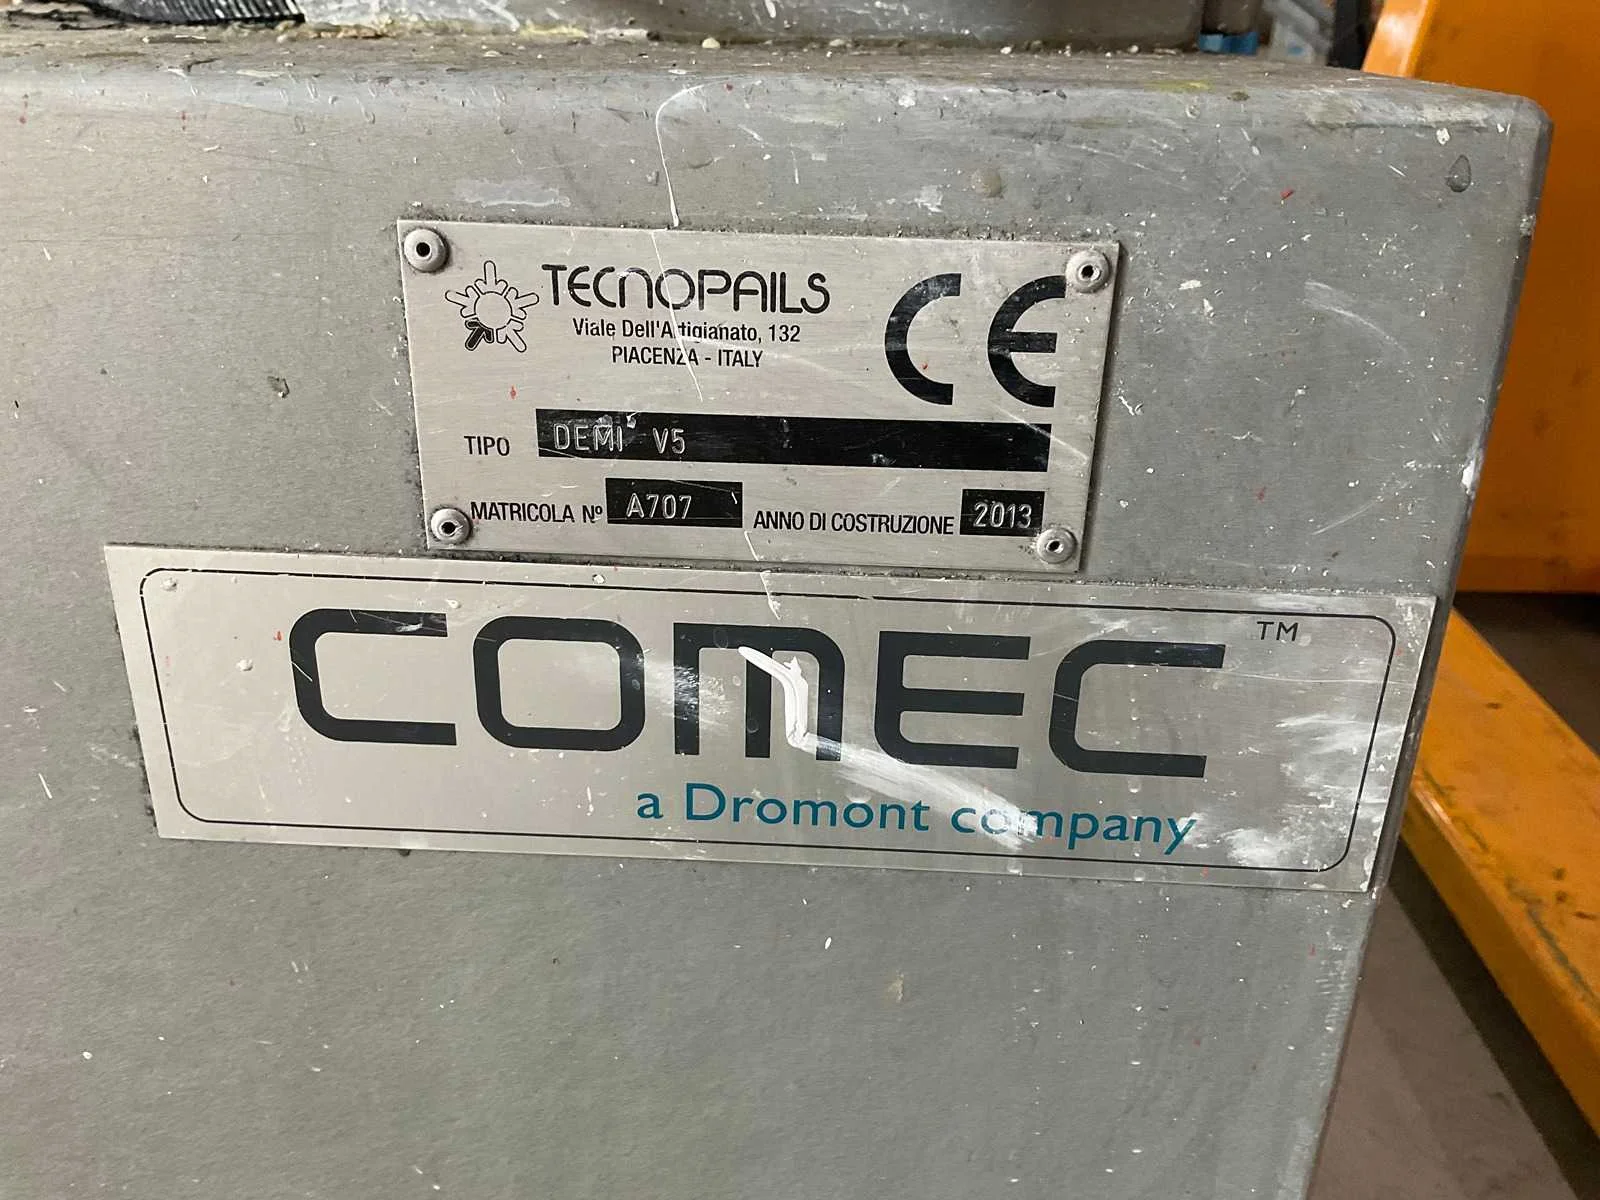 TECNOPAILS
Viale Dell'Artigianato, 132
PIACENZA - ITALY
CE
TIPO DEMI V5
MATRICOLA Nº A707 ANNO DI COSTRUZIONE 2013
COMEC TM
a Dromont company